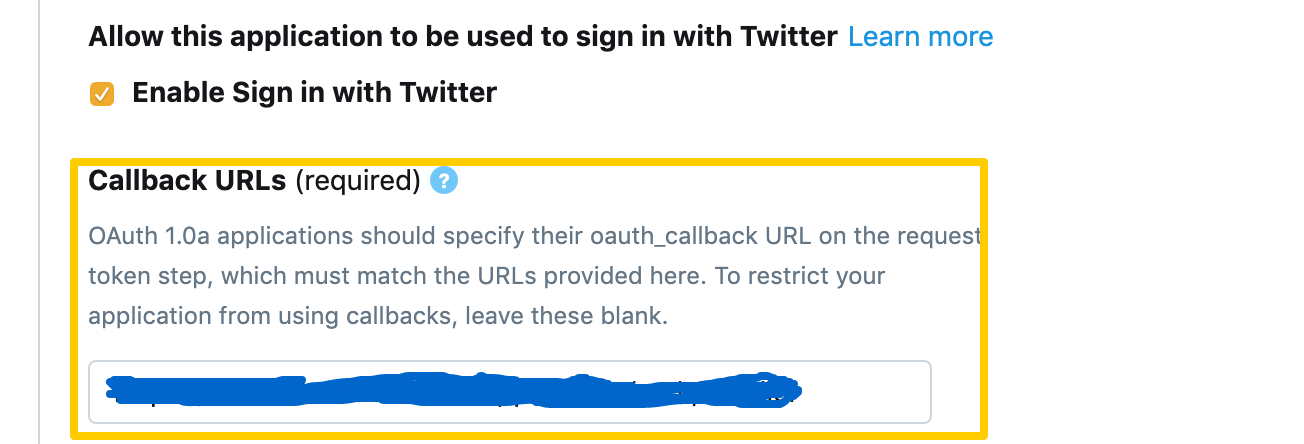 Allow this application to be used to sign in with Twitter Learn more
Enable Sign in with Twitter
Callback URLs (required) ?
OAuth 1.0a applications should specify their oauth_callback URL on the request
token step, which must match the URLs provided here. To restrict your
application from using callbacks, leave these blank.